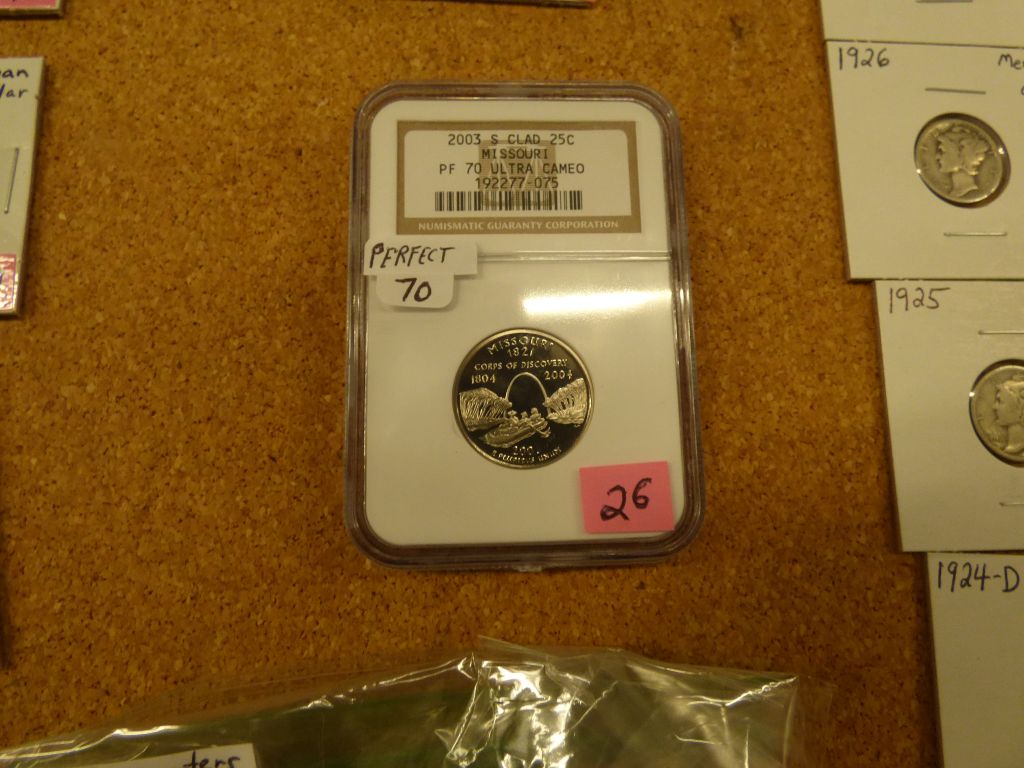 2003 S CLAD 25C
MISSOURI
PF 70 ULTRA CAMEO
192277-075
NUMISMATIC GUARANTY CORPORATION
PERFECT
70
MISSOURI
1821
CORPS OF DISCOVERY
1804 2004
26
1926
1925
1924-D
ters